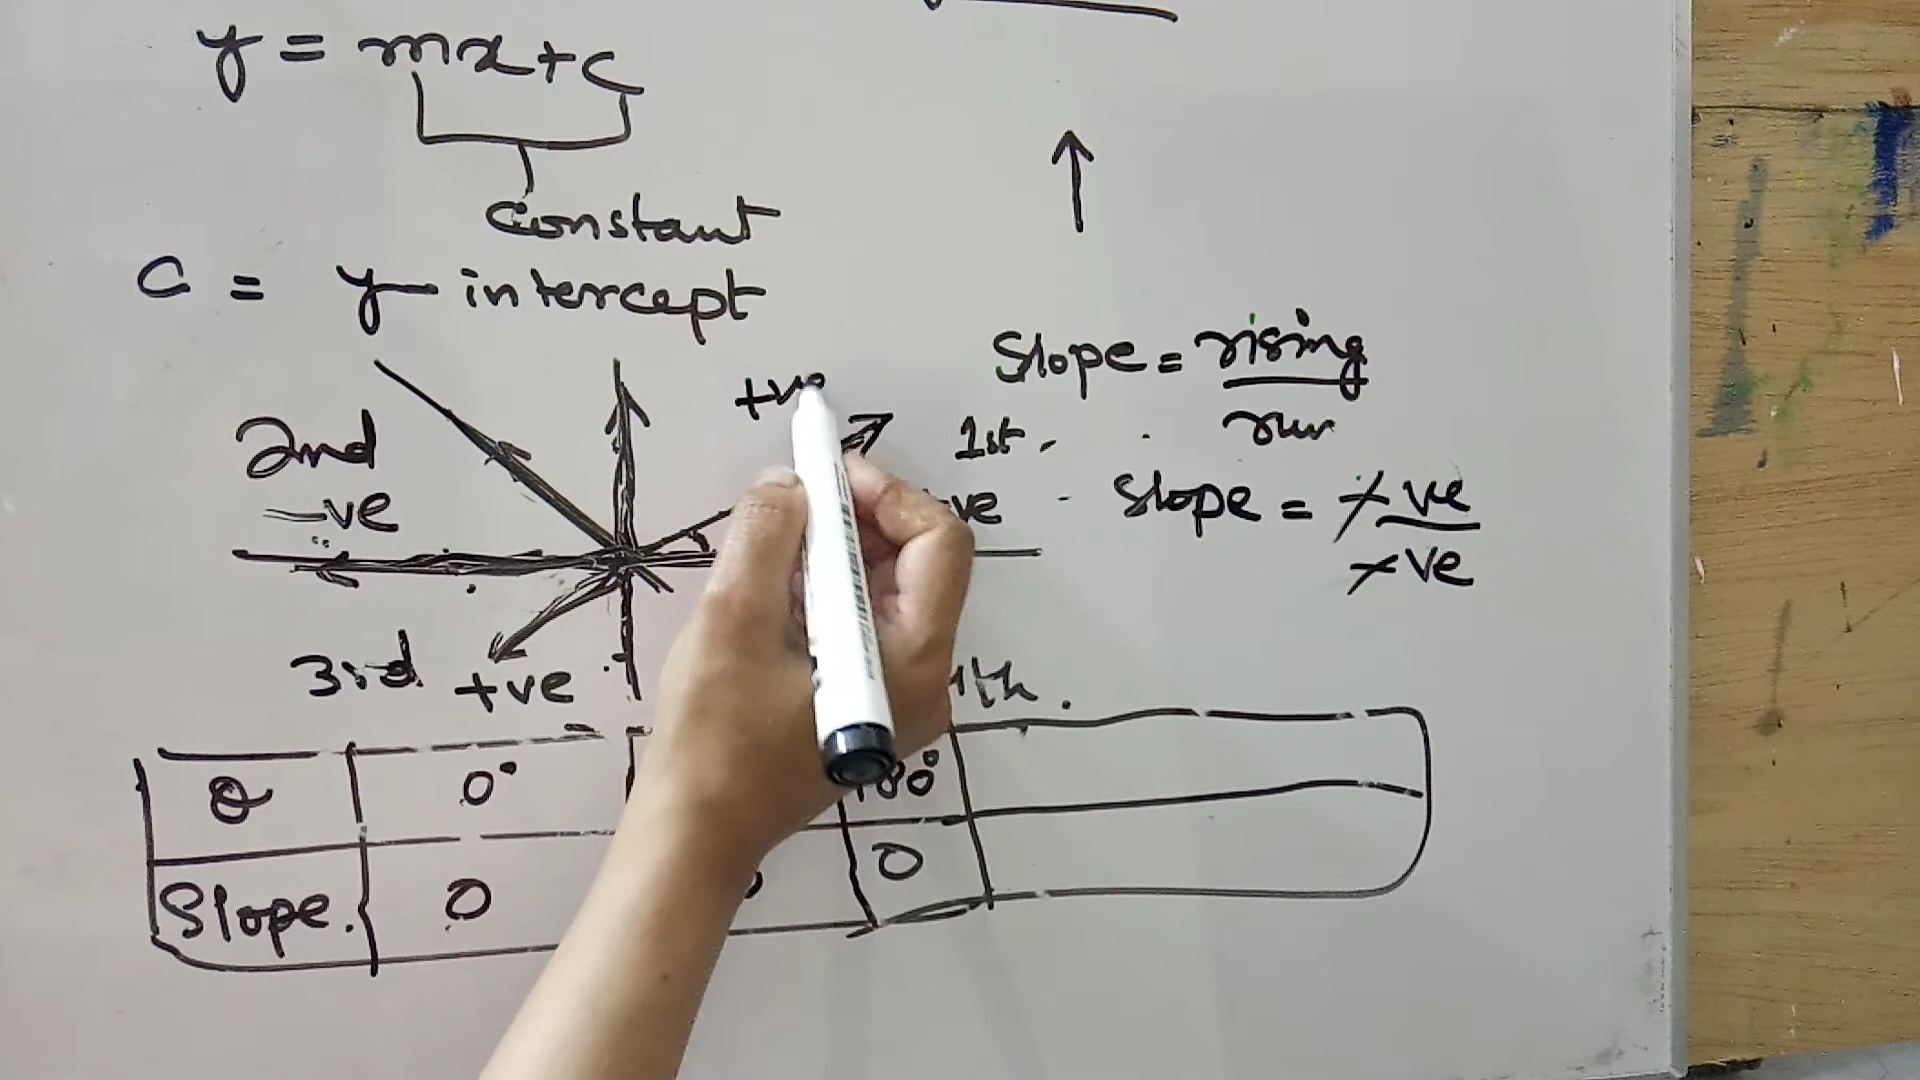 y = mx+c
constant
c = y-intercept
Slope = rising
run
+ve
1st
2nd
-ve
ve
Slope = +ve
+ve
3rd +ve
θ 0° 180°
Slope. 0 0